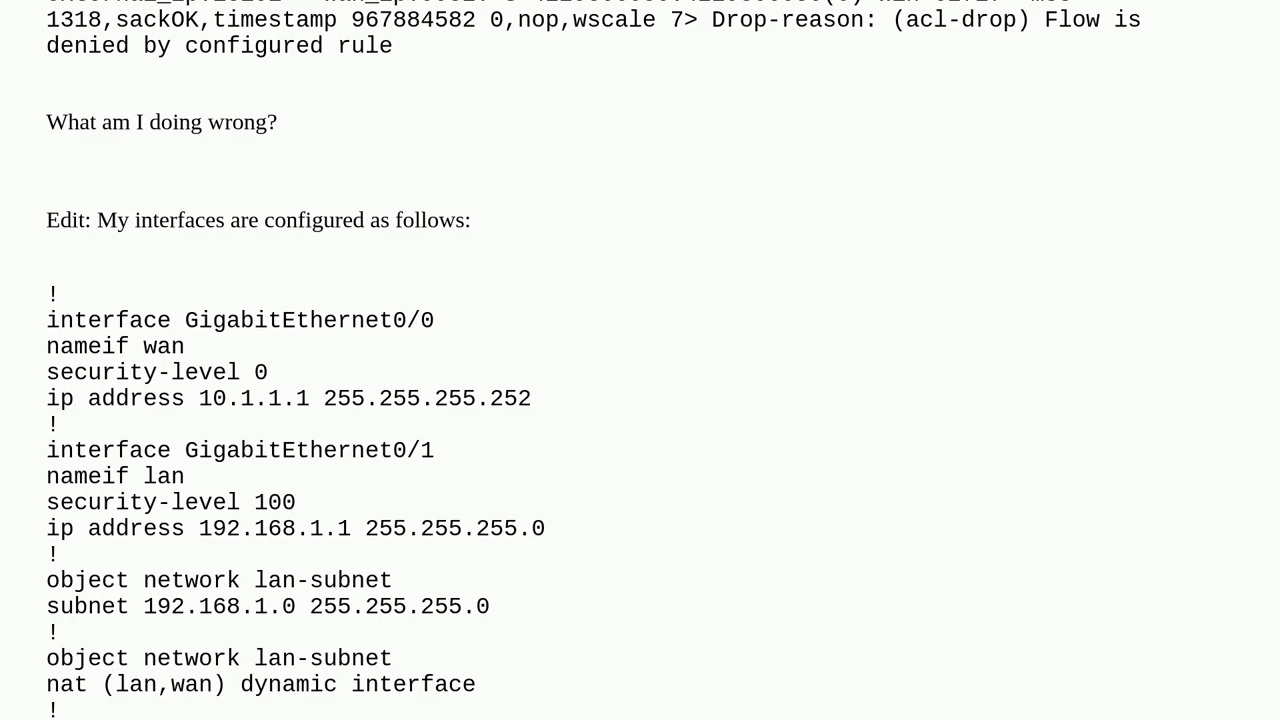 1318,sackOK,timestamp 967884582 0,nop,wscale 7> Drop-reason: (acl-drop) Flow is
denied by configured rule
What am I doing wrong?
Edit: My interfaces are configured as follows:
!
interface GigabitEthernet0/0
nameif wan
security-level 0
ip address 10.1.1.1 255.255.255.252
!
interface GigabitEthernet0/1
nameif lan
security-level 100
ip address 192.168.1.1 255.255.255.0
!
object network lan-subnet
subnet 192.168.1.0 255.255.255.0
!
object network lan-subnet
nat (lan,wan) dynamic interface
!